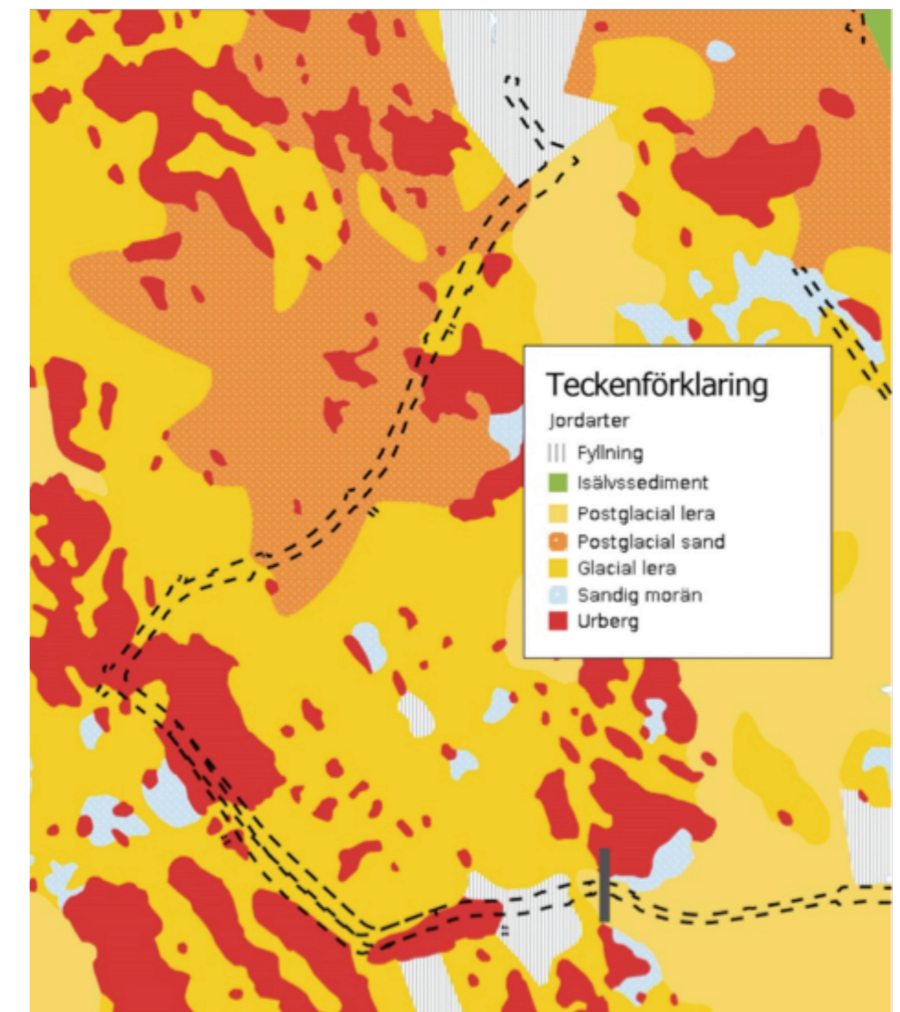 Teckenförklaring
Jordarter
Fyllning
Isälvssediment
Postglacial lera
Postglacial sand
Glacial lera
Sandig morän
Urberg